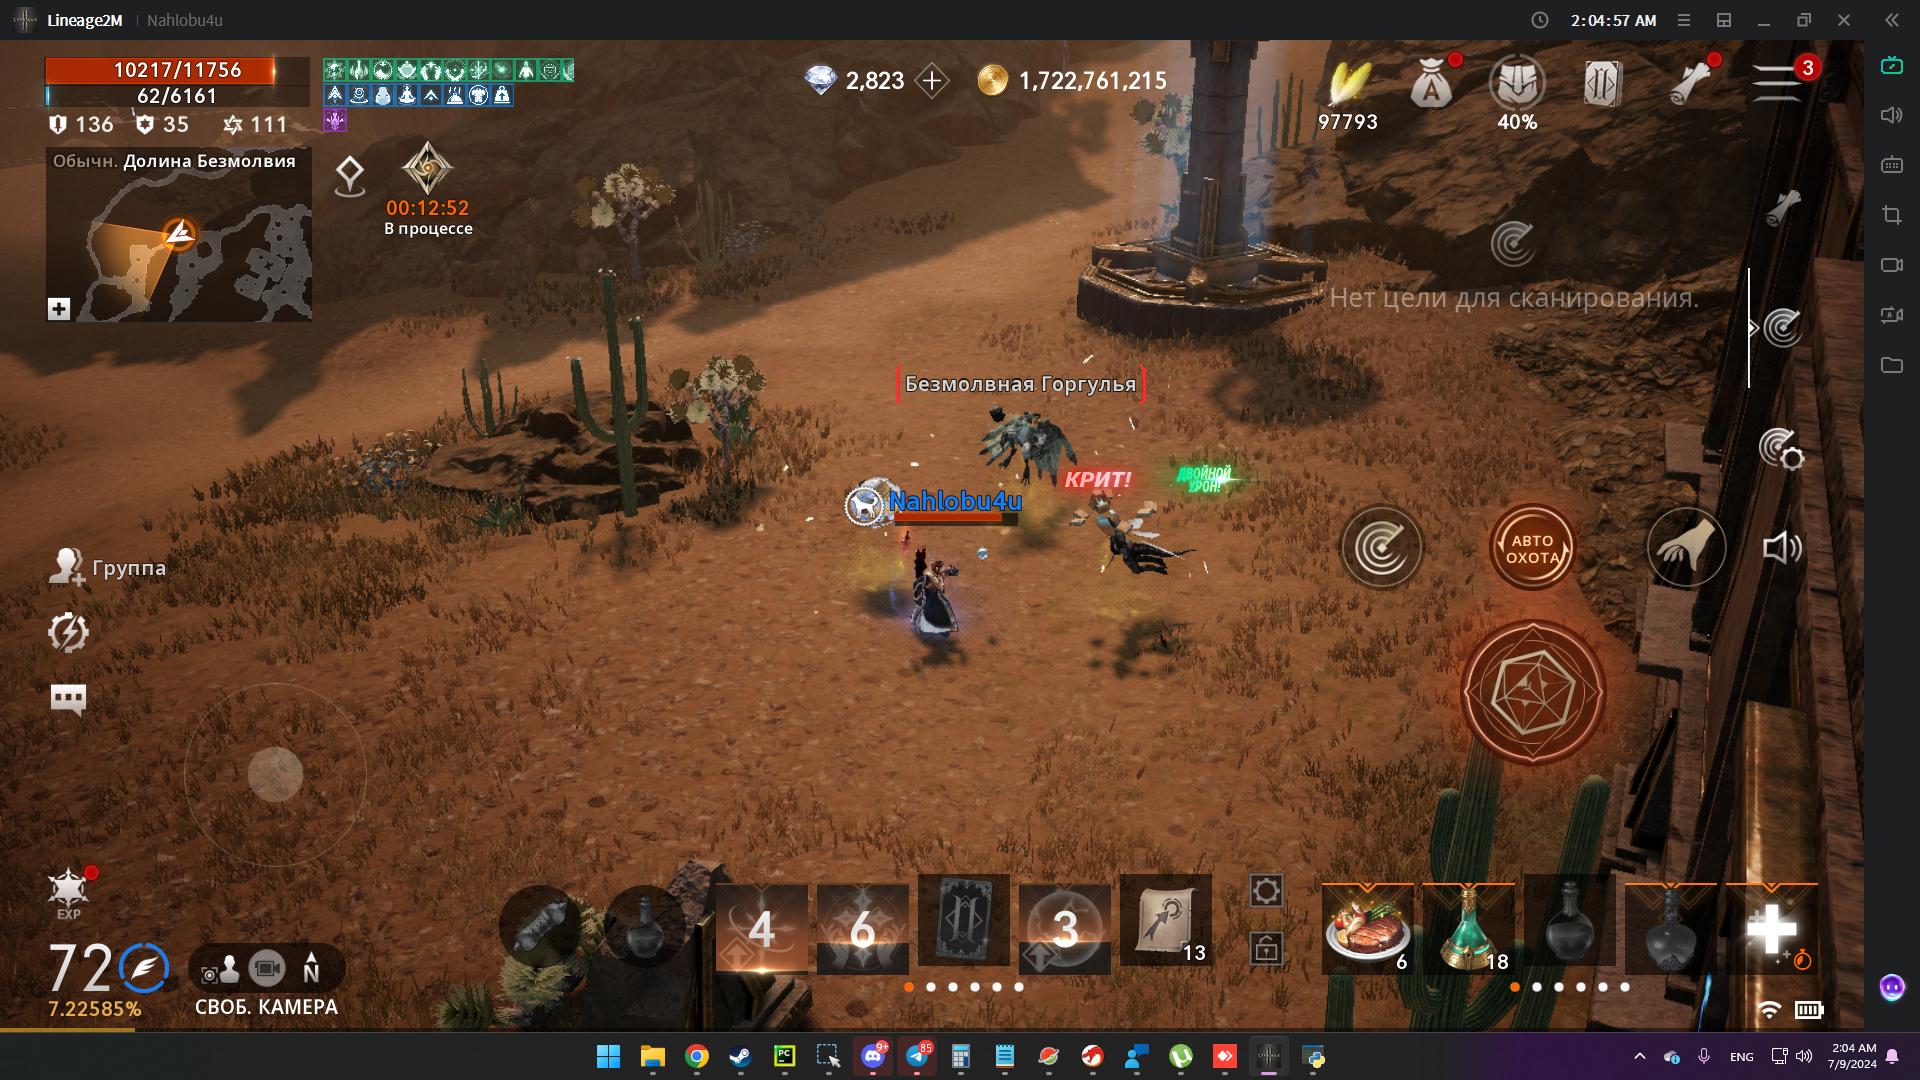 Lineage2M
Nahlobu4u
2:04:57 AM
10217/11756
62/6161
136
35
111
2,823
1,722,761,215
97793
A
40%
3
Обычн. Долина Безмолвия
00:12:52
В процессе
Нет цели для сканирования.
Безмолвная Горгулья
КРИТ!
ДВОЙНОЙ
УРОН!
Nahlobu4u
АВТО
ОХОТА
Группа
EXP
72
7.22585%
N
СВОБ. КАМЕРА
4
6
3
13
6
18
PC
9+
85
ENG
2:04 AM
7/9/2024